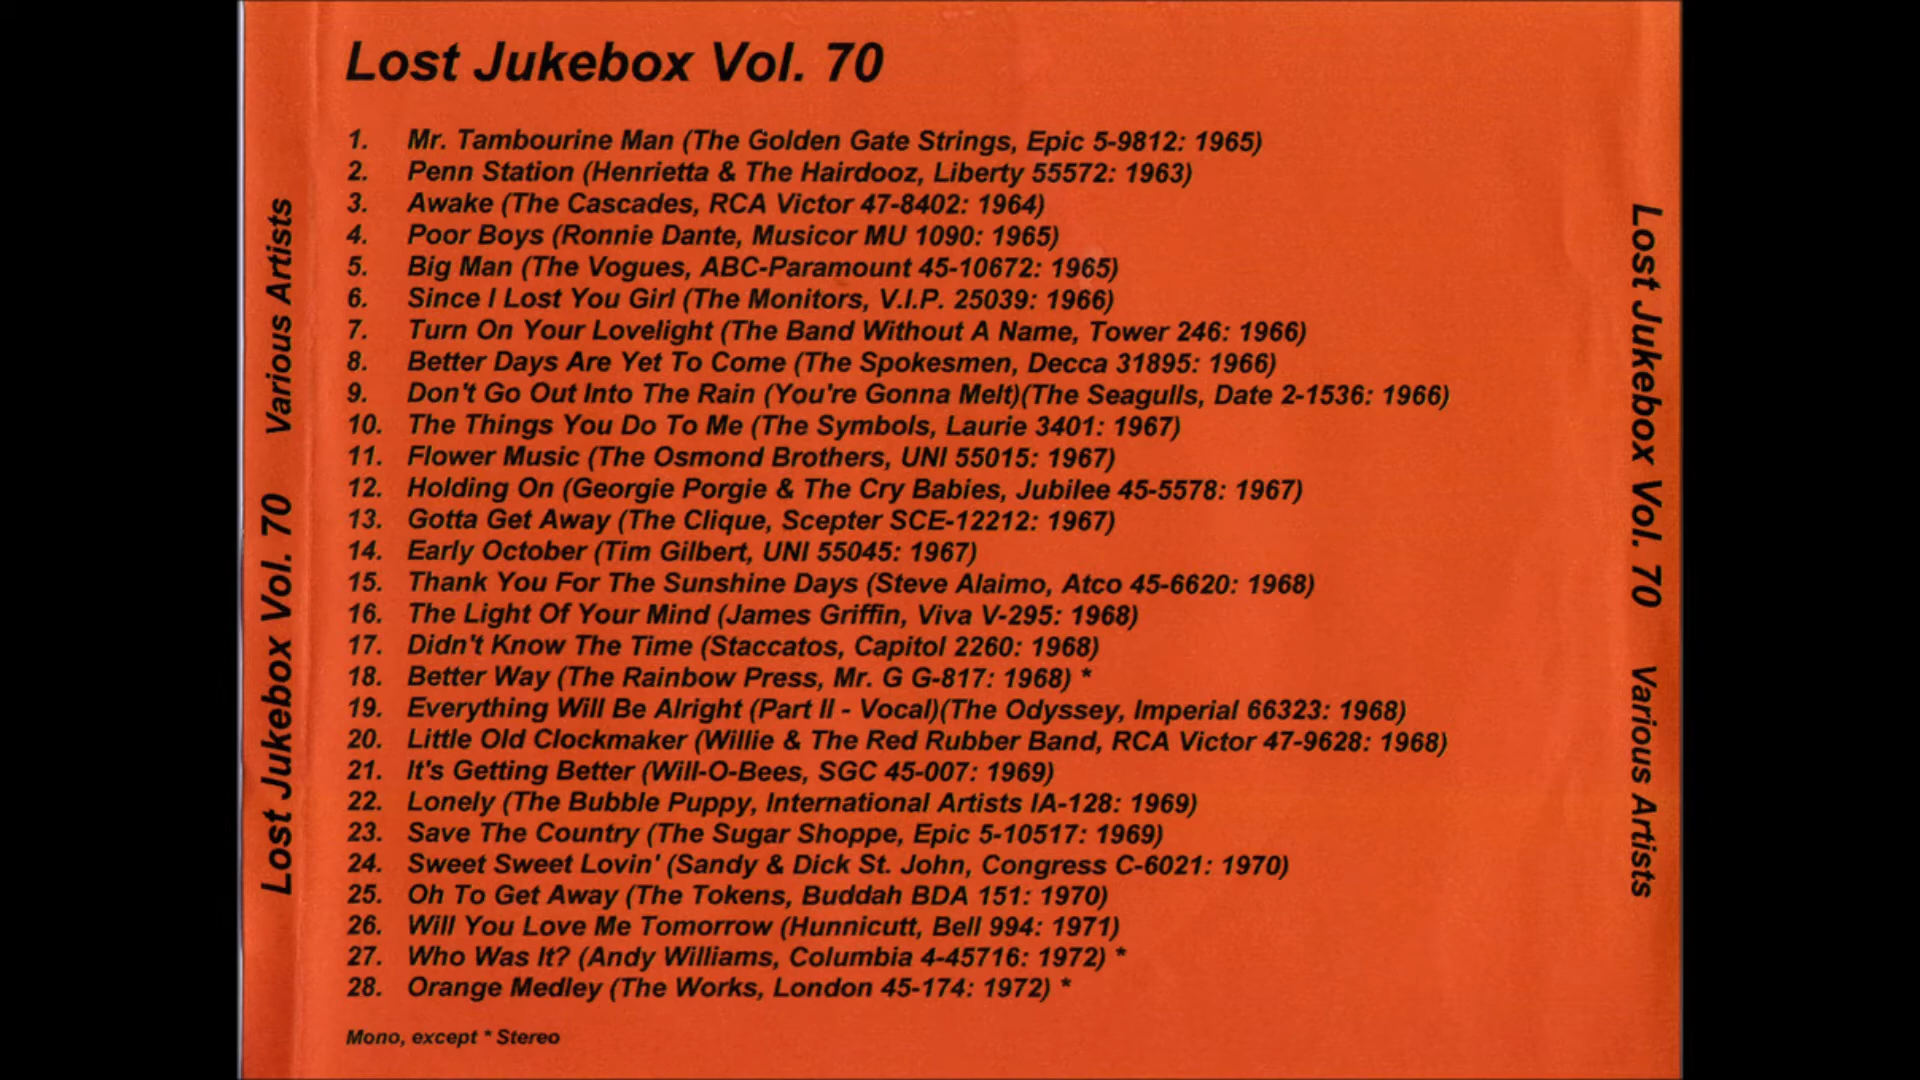 Lost Jukebox Vol. 70
1. Mr. Tambourine Man (The Golden Gate Strings, Epic 5-9812: 1965)
2. Penn Station (Henrietta & The Hairdooz, Liberty 55572: 1963)
3. Awake (The Cascades, RCA Victor 47-8402: 1964)
4. Poor Boys (Ronnie Dante, Musicor MU 1090: 1965)
5. Big Man (The Vogues, ABC-Paramount 45-10672: 1965)
6. Since I Lost You Girl (The Monitors, V.I.P. 25039: 1966)
7. Turn On Your Lovelight (The Band Without A Name, Tower 246: 1966)
8. Better Days Are Yet To Come (The Spokesmen, Decca 31895: 1966)
9. Don't Go Out Into The Rain (You're Gonna Melt)(The Seagulls, Date 2-1536: 1966)
10. The Things You Do To Me (The Symbols, Laurie 3401: 1967)
11. Flower Music (The Osmond Brothers, UNI 55015: 1967)
12. Holding On (Georgie Porgie & The Cry Babies, Jubilee 45-5578: 1967)
13. Gotta Get Away (The Clique, Scepter SCE-12212: 1967)
14. Early October (Tim Gilbert, UNI 55045: 1967)
15. Thank You For The Sunshine Days (Steve Alaimo, Atco 45-6620: 1968)
16. The Light Of Your Mind (James Griffin, Viva V-295: 1968)
17. Didn't Know The Time (Staccatos, Capitol 2260: 1968)
18. Better Way (The Rainbow Press, Mr. G G-817: 1968) *
19. Everything Will Be Alright (Part II - Vocal)(The Odyssey, Imperial 66323: 1968)
20. Little Old Clockmaker (Willie & The Red Rubber Band, RCA Victor 47-9628: 1968)
21. It's Getting Better (Will-O-Bees, SGC 45-007: 1969)
22. Lonely (The Bubble Puppy, International Artists IA-128: 1969)
23. Save The Country (The Sugar Shoppe, Epic 5-10517: 1969)
24. Sweet Sweet Lovin' (Sandy & Dick St. John, Congress C-6021: 1970)
25. Oh To Get Away (The Tokens, Buddah BDA 151: 1970)
26. Will You Love Me Tomorrow (Hunnicutt, Bell 994: 1971)
27. Who Was It? (Andy Williams, Columbia 4-45716: 1972) *
28. Orange Medley (The Works, London 45-174: 1972) *
Mono, except * Stereo
Lost Jukebox Vol. 70 Various Artists
Lost Jukebox Vol. 70 Various Artists